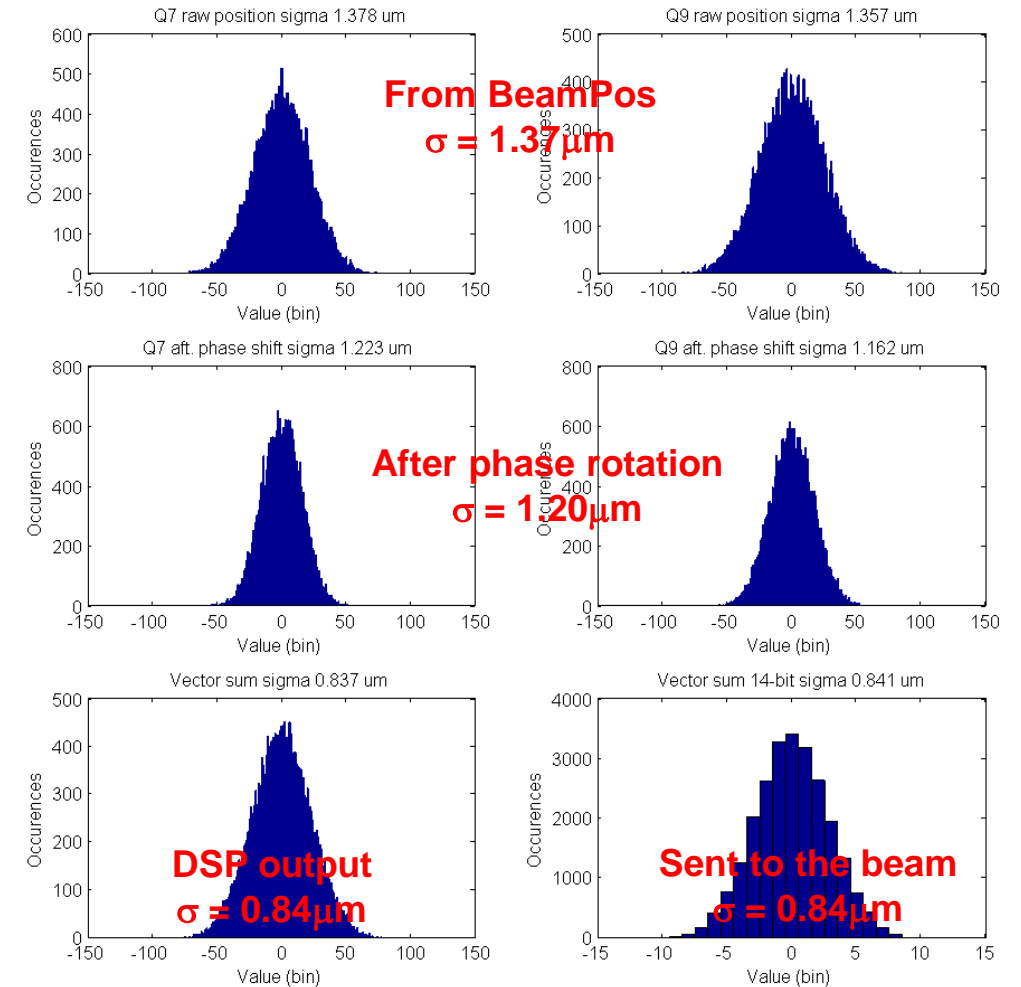 Q7 raw position sigma 1.378 um
600
500
400
300
200
100
0
Occurences
-150 -100 -50 0 50 100 150
Value (bin)
Q9 raw position sigma 1.357 um
500
400
300
200
100
0
Occurences
-150 -100 -50 0 50 100 150
Value (bin)
From BeamPos
σ = 1.37μm
Q7 aft. phase shift sigma 1.223 um
800
600
400
200
0
Occurences
-150 -100 -50 0 50 100 150
Value (bin)
Q9 aft. phase shift sigma 1.162 um
800
600
400
200
0
Occurences
-150 -100 -50 0 50 100 150
Value (bin)
After phase rotation
σ = 1.20μm
Vector sum sigma 0.837 um
500
400
300
200
100
0
Occurences
-150 -100 -50 0 50 100 150
Value (bin)
DSP output
σ = 0.84μm
Vector sum 14-bit sigma 0.841 um
4000
3000
2000
1000
0
Occurences
-15 -10 -5 0 5 10 15
Value (bin)
Sent to the beam
σ = 0.84μm